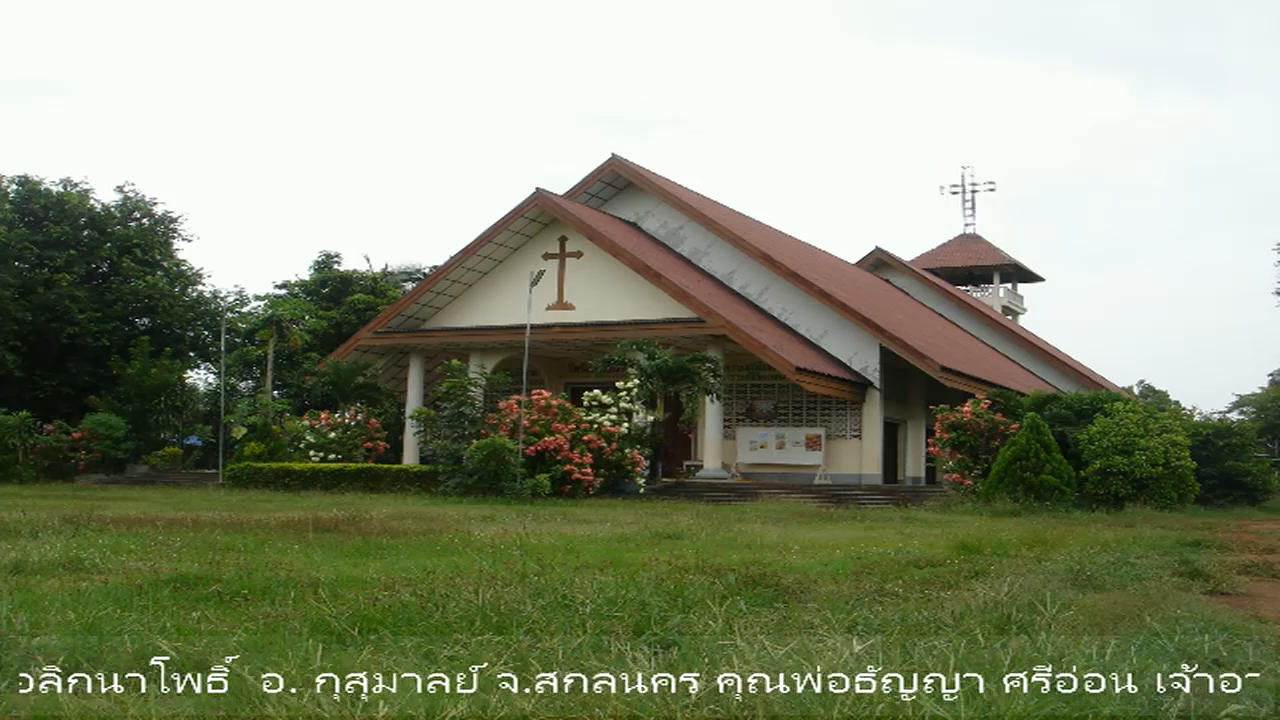 วลิกนาโพธิ์ อ. กุสุมาลย์ จ.สกลนคร คุณพ่อธัญญา ศรีอ่อน เจ้าอา